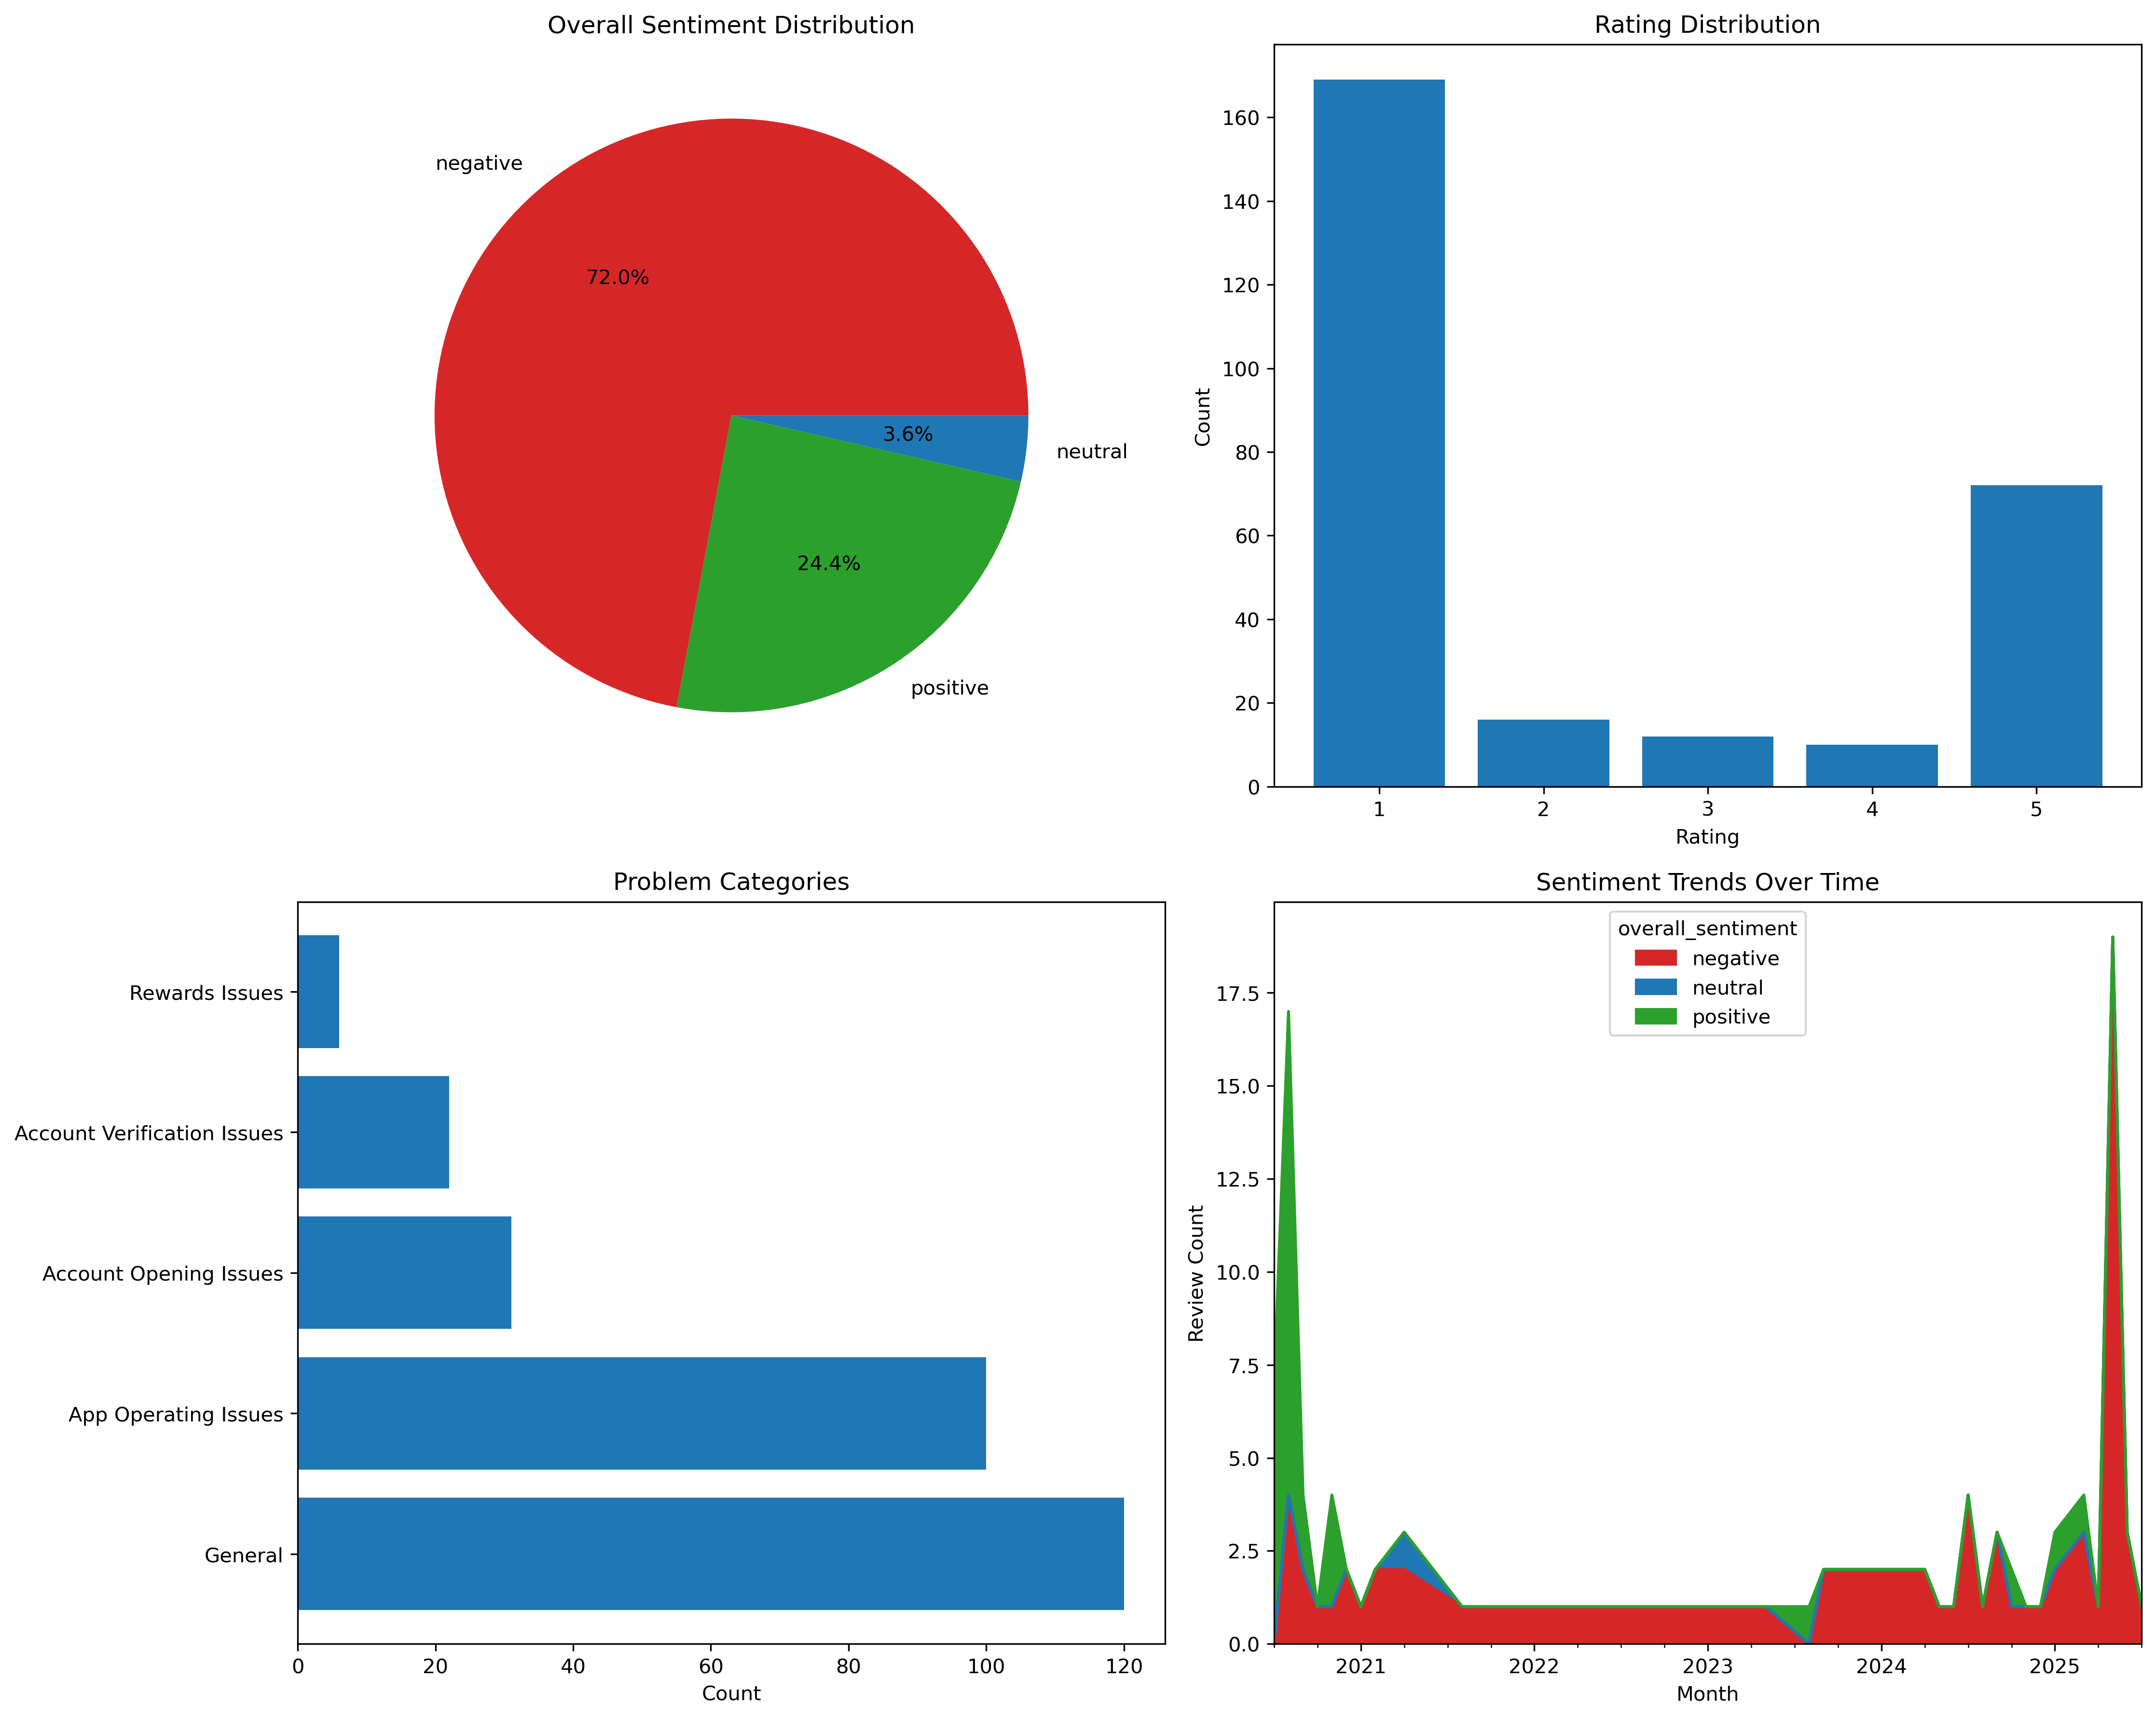 Overall Sentiment Distribution
negative
72.0%
3.6%
neutral
24.4%
positive
Rating Distribution
160
140
120
100
80
60
40
20
0
Count
1 2 3 4 5
Rating
Problem Categories
Rewards Issues
Account Verification Issues
Account Opening Issues
App Operating Issues
General
0 20 40 60 80 100 120
Count
Sentiment Trends Over Time
overall_sentiment
negative
neutral
positive
17.5
15.0
12.5
10.0
7.5
5.0
2.5
0.0
Review Count
2021 2022 2023 2024 2025
Month